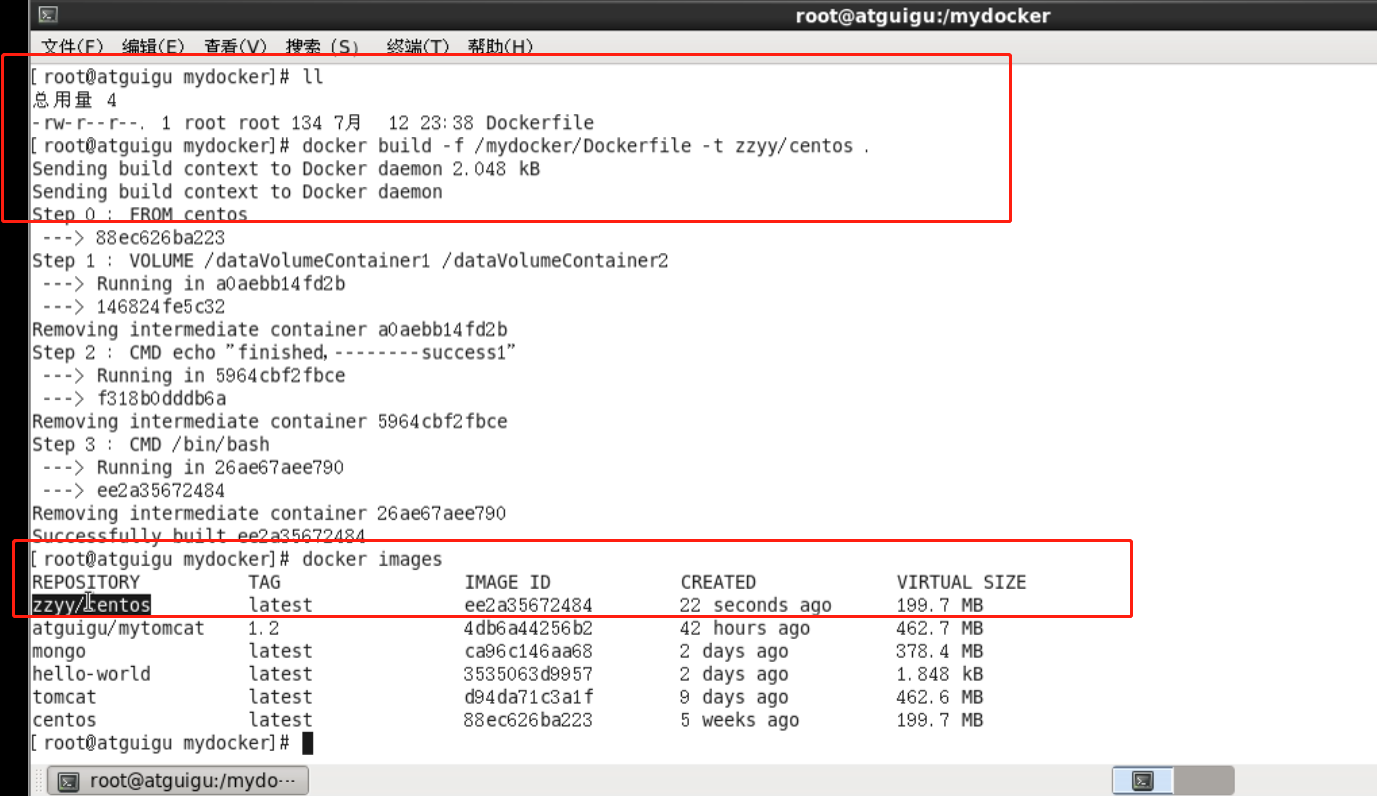 root@atguigu:/mydocker
文件(F) 编辑(E) 查看(V) 搜索 (S) 终端(T) 帮助(H)
[root@atguigu mydocker]# ll
总用量 4
-rw-r--r--. 1 root root 134 7月  12 23:38 Dockerfile
[root@atguigu mydocker]# docker build -f /mydocker/Dockerfile -t zzyy/centos .
Sending build context to Docker daemon 2.048 kB
Sending build context to Docker daemon
Step 0 : FROM centos
 ---> 88ec626ba223
Step 1 : VOLUME /dataVolumeContainer1 /dataVolumeContainer2
 ---> Running in a0aebb14fd2b
 ---> 146824fe5c32
Removing intermediate container a0aebb14fd2b
Step 2 : CMD echo "finished,--------success1"
 ---> Running in 5964cbf2fbce
 ---> f318b0dddb6a
Removing intermediate container 5964cbf2fbce
Step 3 : CMD /bin/bash
 ---> Running in 26ae67aee790
 ---> ee2a35672484
Removing intermediate container 26ae67aee790
Successfully built ee2a35672484
[root@atguigu mydocker]# docker images
REPOSITORY TAG IMAGE ID CREATED VIRTUAL SIZE
zzyy/centos latest ee2a35672484 22 seconds ago 199.7 MB
atguigu/mytomcat 1.2 4db6a44256b2 42 hours ago 462.7 MB
mongo latest ca96c146aa68 2 days ago 378.4 MB
hello-world latest 3535063d9957 2 days ago 1.848 kB
tomcat latest d94da71c3a1f 9 days ago 462.6 MB
centos latest 88ec626ba223 5 weeks ago 199.7 MB
[root@atguigu mydocker]#
root@atguigu:/mydo···